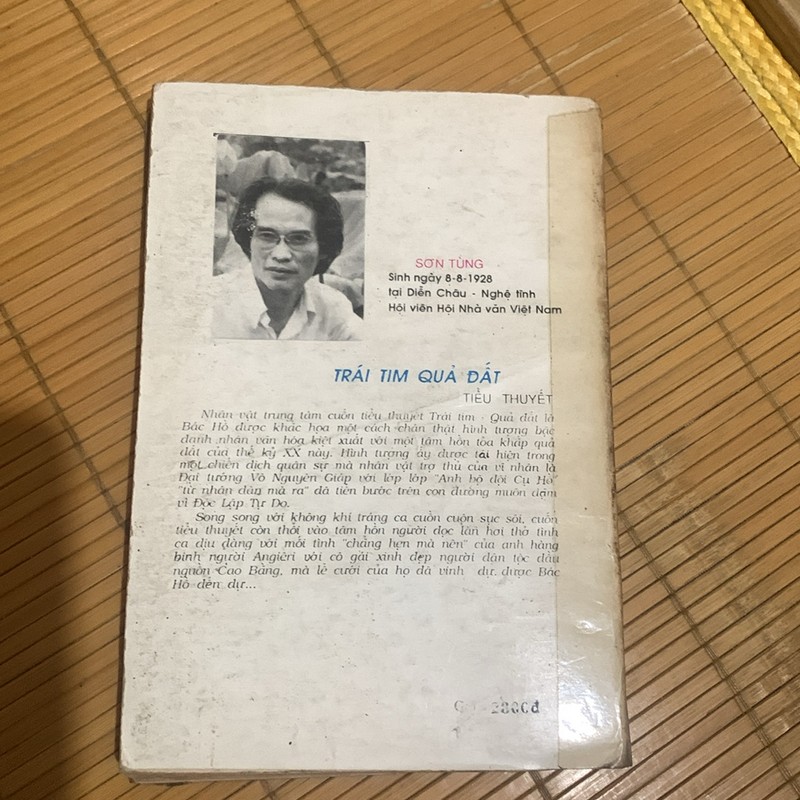 SƠN TÙNG
Sinh ngày 8-8-1928
tại Diễn Châu - Nghệ tĩnh
Hội viên Hội Nhà văn Việt Nam
TRÁI TIM QUẢ ĐẤT
TIỂU THUYẾT
Nhân vật trung tâm cuốn tiểu thuyết Trái tim - Quả đất là
Bác Hồ được khắc họa một cách chân thật hình tượng bậc
danh nhân văn hóa kiệt xuất với một tâm hồn tỏa khắp quả
đất của thế kỷ XX này. Hình tượng ấy được tái hiện trong
một chiến dịch quân sự mà nhân vật trợ thủ của vĩ nhân là
Đại tướng Võ Nguyên Giáp với lớp lớp "Anh bộ đội Cụ Hồ"
"từ nhân dân mà ra" đã tiến bước trên con đường muôn dặm
vì Độc Lập Tự Do.
Song song với không khí tráng ca cuồn cuộn sục sôi, cuốn
tiểu thuyết còn thổi vào tâm hồn người đọc làn hơi thở tình
ca dịu dàng với mối tình "chẳng hẹn mà nên" của anh hàng
binh người Angiêri với cô gái xinh đẹp người dân tộc đầu
nguồn Cao Bằng, mà lễ cưới của họ đã vinh dự được Bác
Hồ đến dự...
2800đ